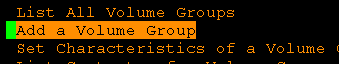 List All Volume Groups
Add a Volume Group
Set Characteristics of a Volume